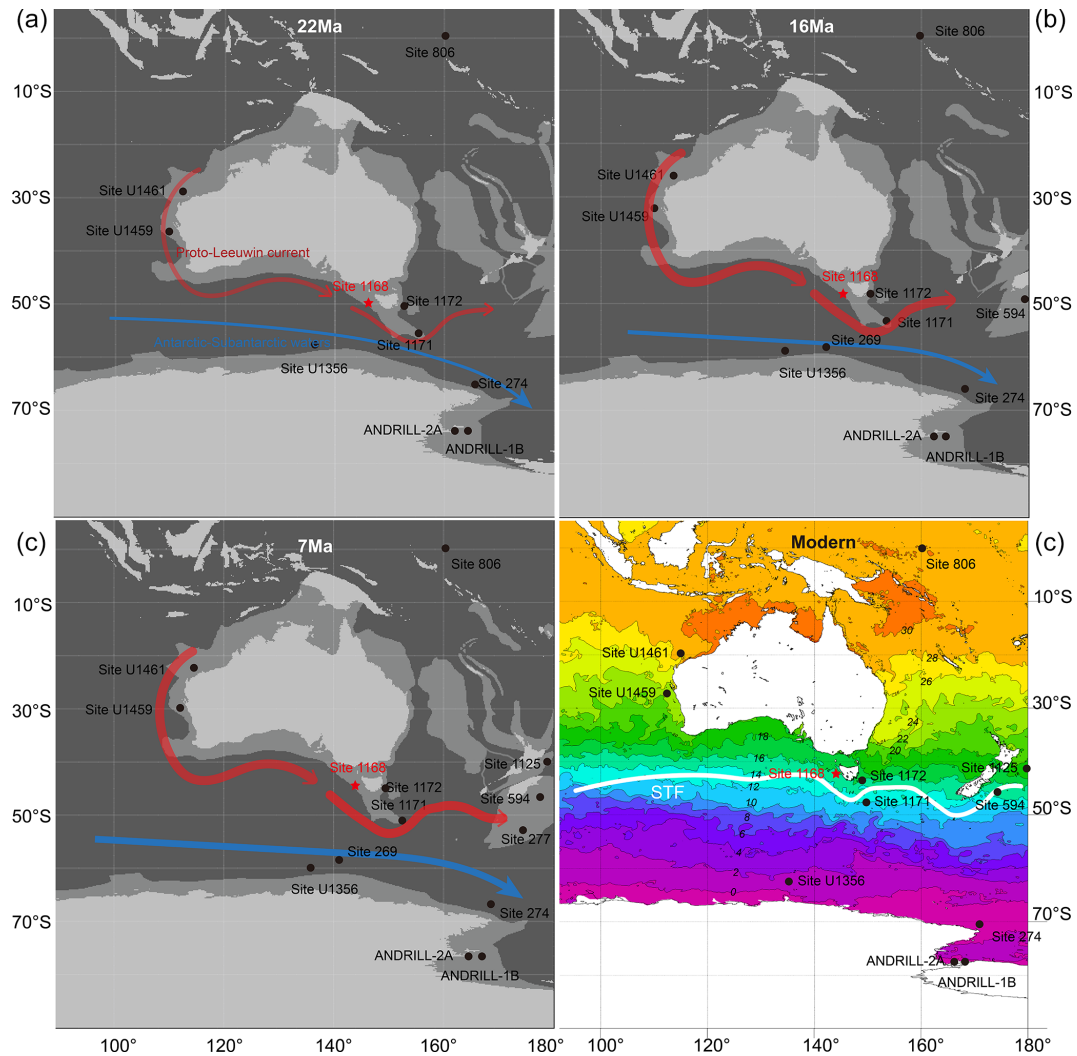 (a)
22Ma
Site 806
10°S
Site U1461
30°S
Site U1459
Proto-Leeuwin current
Site 1168
50°S
Site 1172
Site 1171
Antarctic-Subantarctic waters
Site U1356
Site 274
70°S
ANDRILL-2A
ANDRILL-1B
(b)
16Ma
Site 806
10°S
Site U1461
30°S
Site U1459
Site 1168
Site 1172
50°S
Site 594
Site 1171
Site 269
Site U1356
Site 274
70°S
ANDRILL-2A
ANDRILL-1B
(c)
7Ma
Site 806
10°S
Site U1461
30°S
Site U1459
Site 1168
Site 1125
Site 1172
Site 594
Site 1171
50°S
Site 277
Site 269
Site U1356
Site 274
70°S
ANDRILL-2A
ANDRILL-1B
100° 120° 140° 160° 180°
(c)
Modern
Site 806
10°S
30
Site U1461
28
26
Site U1459
30°S
24
22
18
20
16
Site 1168
14
Site 1125
Site 1172
12
STF
10
Site 1171
Site 594
50°S
8
6
4
2
Site U1356
0
70°S
Site 274
ANDRILL-2A
ANDRILL-1B
100° 120° 140° 160° 180°